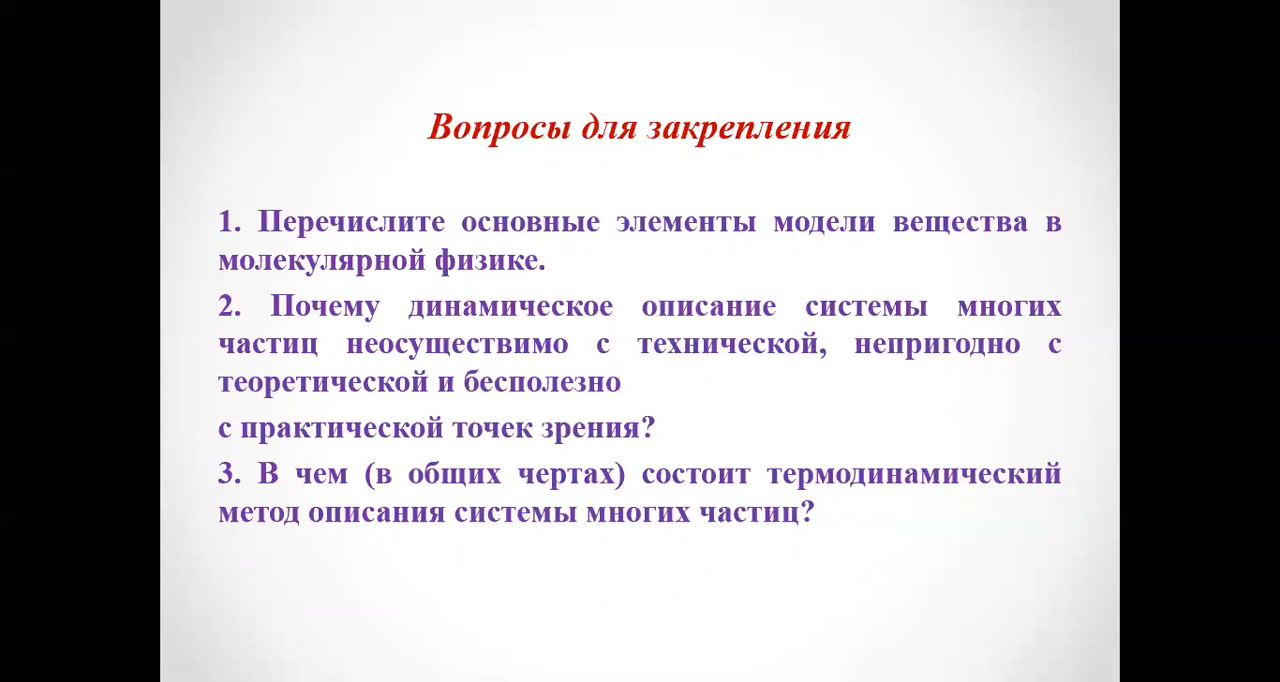 Вопросы для закрепления
1. Перечислите основные элементы модели вещества в
молекулярной физике.
2. Почему динамическое описание системы многих
частиц неосуществимо с технической, непригодно с
теоретической и бесполезно
с практической точек зрения?
3. В чем (в общих чертах) состоит термодинамический
метод описания системы многих частиц?